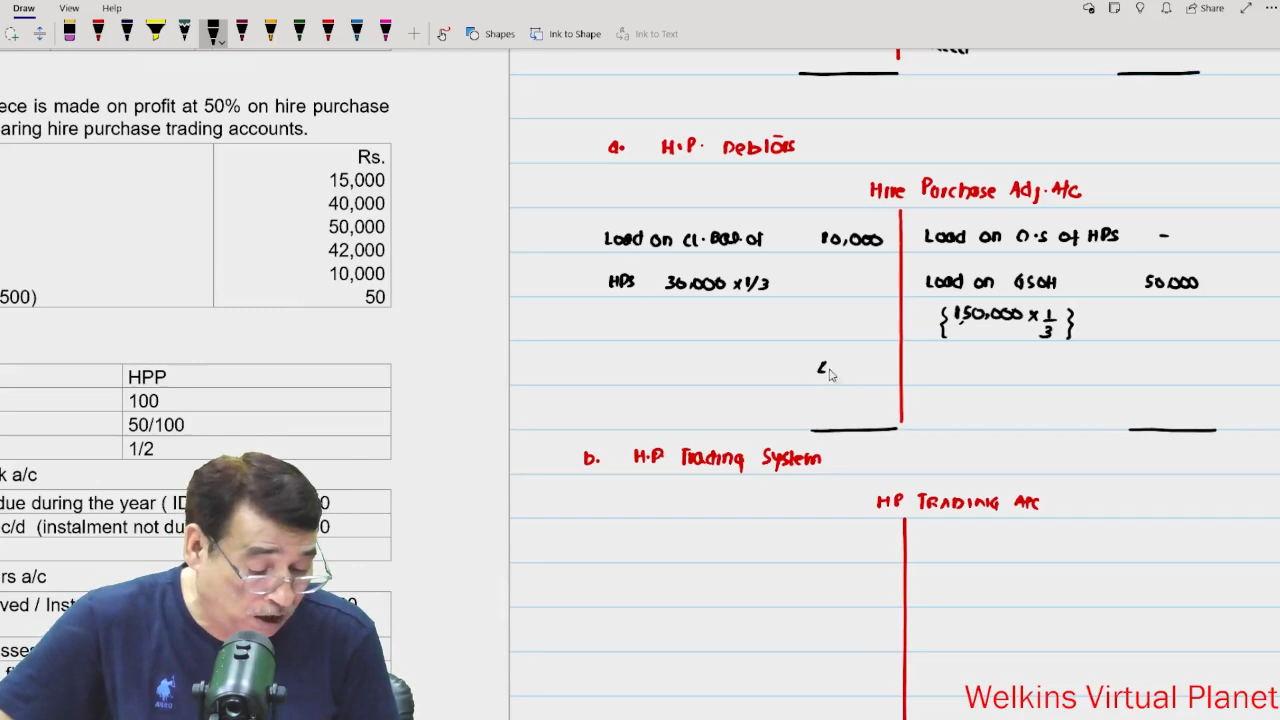 Draw View Help Share
Shapes Ink to Shape Ink to Text
ece is made on profit at 50% on hire purchase
aring hire purchase trading accounts.
Rs.
15,000
40,000
50,000
42,000
10,000
500) 50
HPP
100
50/100
1/2
k a/c
due during the year ( ID 0
c/d (instalment not du 0
rs a/c
ved / Inst
sse
a. H.P. Debtors
Hire Purchase Adj. A/C
Load on Cl. Bal. of 10,000 Load on O.S of HPS -
HPS 30,000 x 1/3 Load on GSOH 50,000
{150,000 x 1/3}
b. H.P Trading System
HP TRADING A/C
Welkins Virtual Planet